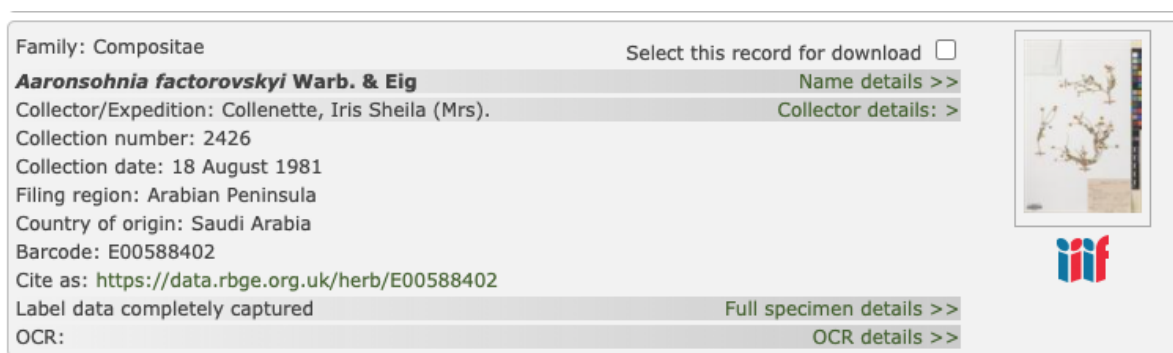 Family: Compositae
Select this record for download
Aaronsohnia factorovskyi Warb. & Eig
Name details >>
Collector/Expedition: Collenette, Iris Sheila (Mrs).
Collector details: >
Collection number: 2426
Collection date: 18 August 1981
Filing region: Arabian Peninsula
Country of origin: Saudi Arabia
Barcode: E00588402
Cite as: https://data.rbge.org.uk/herb/E00588402
Label data completely captured
Full specimen details >>
OCR:
OCR details >>
iiif